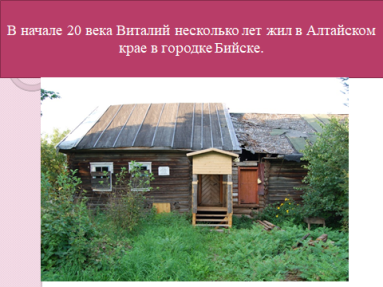 В начале 20 века Виталий несколько лет жил в Алтайском
крае в городке Бийске.